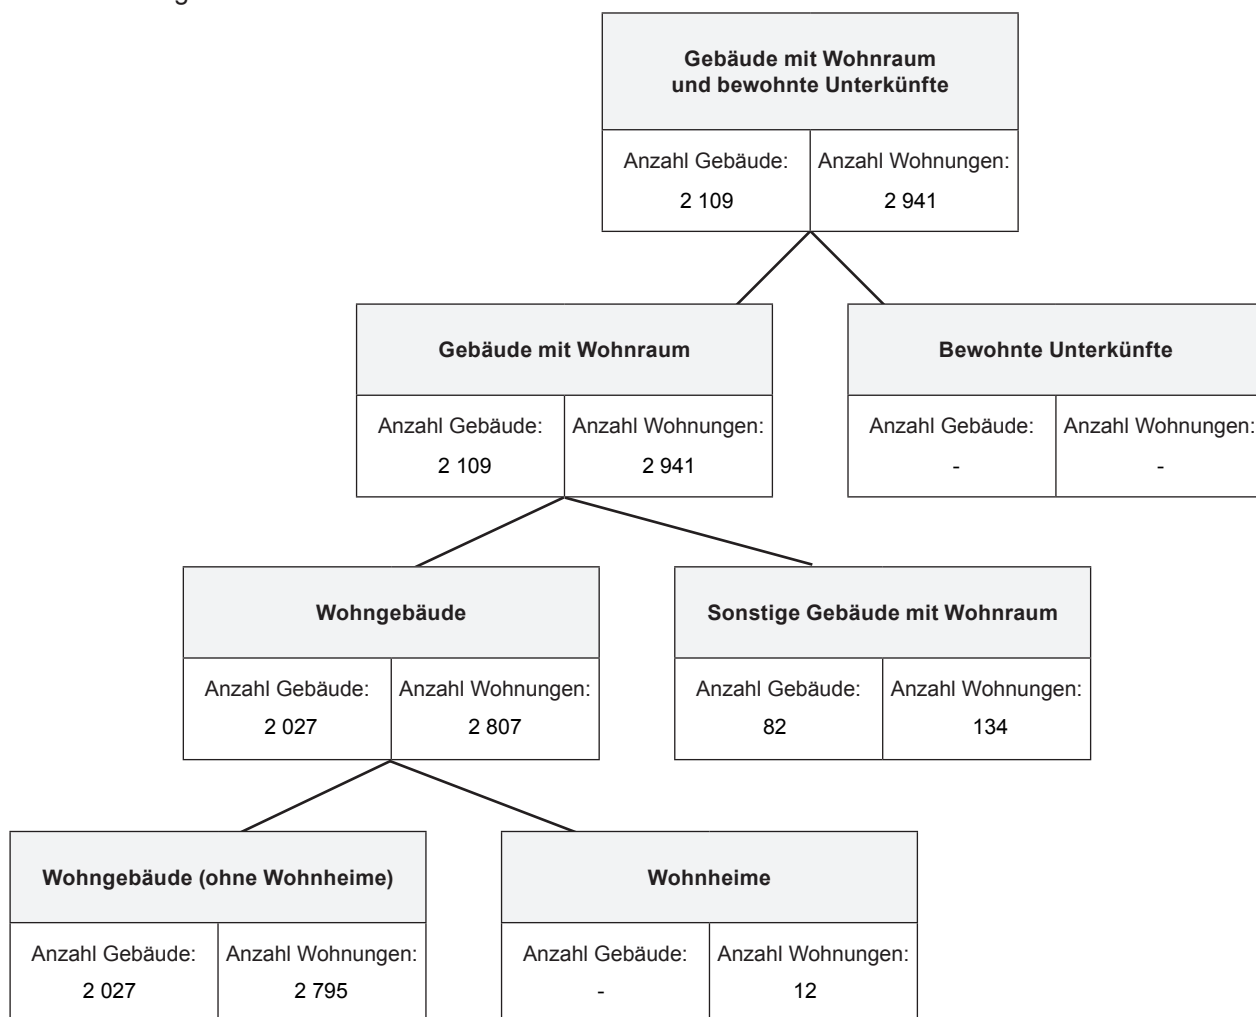 Gebäude mit Wohnraum
und bewohnte Unterkünfte
Anzahl Gebäude: Anzahl Wohnungen:
2 109 2 941
Gebäude mit Wohnraum Bewohnte Unterkünfte
Anzahl Gebäude: Anzahl Wohnungen: Anzahl Gebäude: Anzahl Wohnungen:
2 109 2 941 - -
Wohngebäude Sonstige Gebäude mit Wohnraum
Anzahl Gebäude: Anzahl Wohnungen: Anzahl Gebäude: Anzahl Wohnungen:
2 027 2 807 82 134
Wohngebäude (ohne Wohnheime) Wohnheime
Anzahl Gebäude: Anzahl Wohnungen: Anzahl Gebäude: Anzahl Wohnungen:
2 027 2 795 - 12